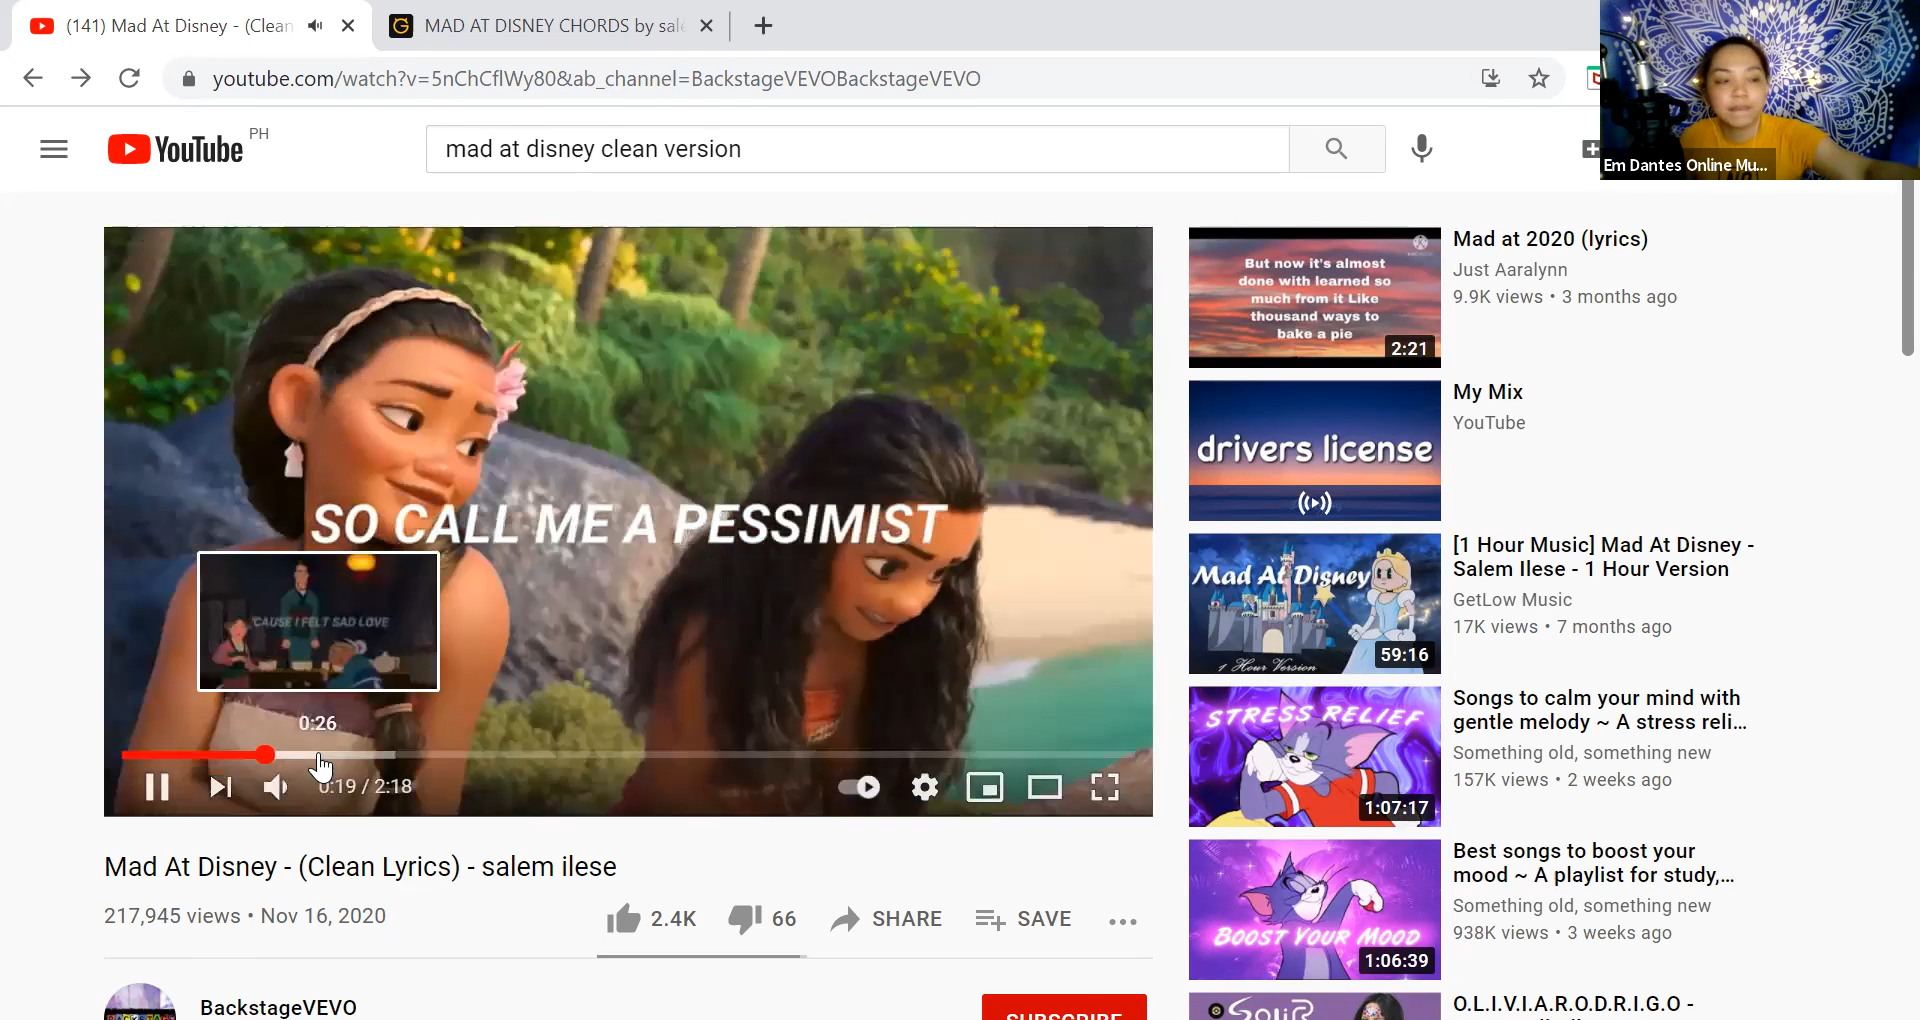 (141) Mad At Disney - (Clean
MAD AT DISNEY CHORDS by sal
youtube.com/watch?v=5nChCflWy80&ab_channel=BackstageVEVOBackstageVEVO
YouTube PH
mad at disney clean version
Em Dantes Online Mu...
SO CALL ME A PESSIMIST
'CAUSE I FELT SAD LOVE
0:26
0:19 / 2:18
Mad At Disney - (Clean Lyrics) - salem ilese
217,945 views • Nov 16, 2020
2.4K
66
SHARE
SAVE
BackstageVEVO
SUBSCRIBE
But now it's almost
done with learned so
much from it Like
thousand ways to
bake a pie
2:21
Mad at 2020 (lyrics)
Just Aaralynn
9.9K views • 3 months ago
drivers license
My Mix
YouTube
Mad At Disney
1 Hour Version
59:16
[1 Hour Music] Mad At Disney -
Salem Ilese - 1 Hour Version
GetLow Music
17K views • 7 months ago
STRESS RELIEF
1:07:17
Songs to calm your mind with
gentle melody ~ A stress reli...
Something old, something new
157K views • 2 weeks ago
BOOST YOUR MOOD
1:06:39
Best songs to boost your
mood ~ A playlist for study,...
Something old, something new
938K views • 3 weeks ago
O.L.I.V.I.A.R.O.D.R.I.G.O -